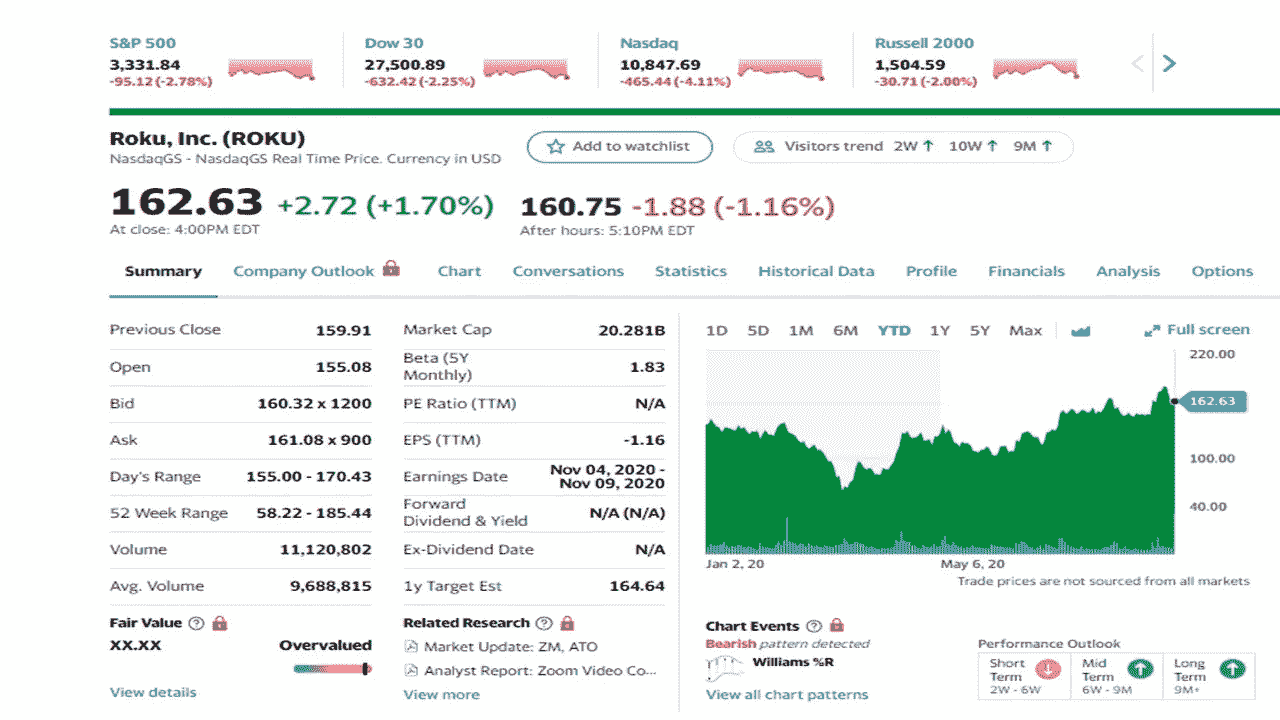 S&P 500
3,331.84
-95.12 (-2.78%)
Dow 30
27,500.89
-632.42 (-2.25%)
Nasdaq
10,847.69
-465.44 (-4.11%)
Russell 2000
1,504.59
-30.71 (-2.00%)
Roku, Inc. (ROKU)
NasdaqGS - NasdaqGS Real Time Price. Currency in USD
Add to watchlist
Visitors trend 2W ↑ 10W ↑ 9M ↑
162.63 +2.72 (+1.70%)
At close: 4:00PM EDT
160.75 -1.88 (-1.16%)
After hours: 5:10PM EDT
Summary Company Outlook Chart Conversations Statistics Historical Data Profile Financials Analysis Options
Previous Close 159.91
Open 155.08
Bid 160.32 x 1200
Ask 161.08 x 900
Day's Range 155.00 - 170.43
52 Week Range 58.22 - 185.44
Volume 11,120,802
Avg. Volume 9,688,815
Market Cap 20.281B
Beta (5Y
Monthly) 1.83
PE Ratio (TTM) N/A
EPS (TTM) -1.16
Earnings Date Nov 04, 2020 -
Nov 09, 2020
Forward
Dividend & Yield N/A (N/A)
Ex-Dividend Date N/A
1y Target Est 164.64
1D 5D 1M 6M YTD 1Y 5Y Max
Full screen
220.00
162.63
100.00
40.00
Jan 2, 20 May 6, 20
Trade prices are not sourced from all markets
Fair Value
XX.XX Overvalued
View details
Related Research
Market Update: ZM, ATO
Analyst Report: Zoom Video Co...
View more
Chart Events
Bearish pattern detected
Williams %R
View all chart patterns
Performance Outlook
Short
Term
2W - 6W
Mid
Term
6W - 9M
Long
Term
9M+